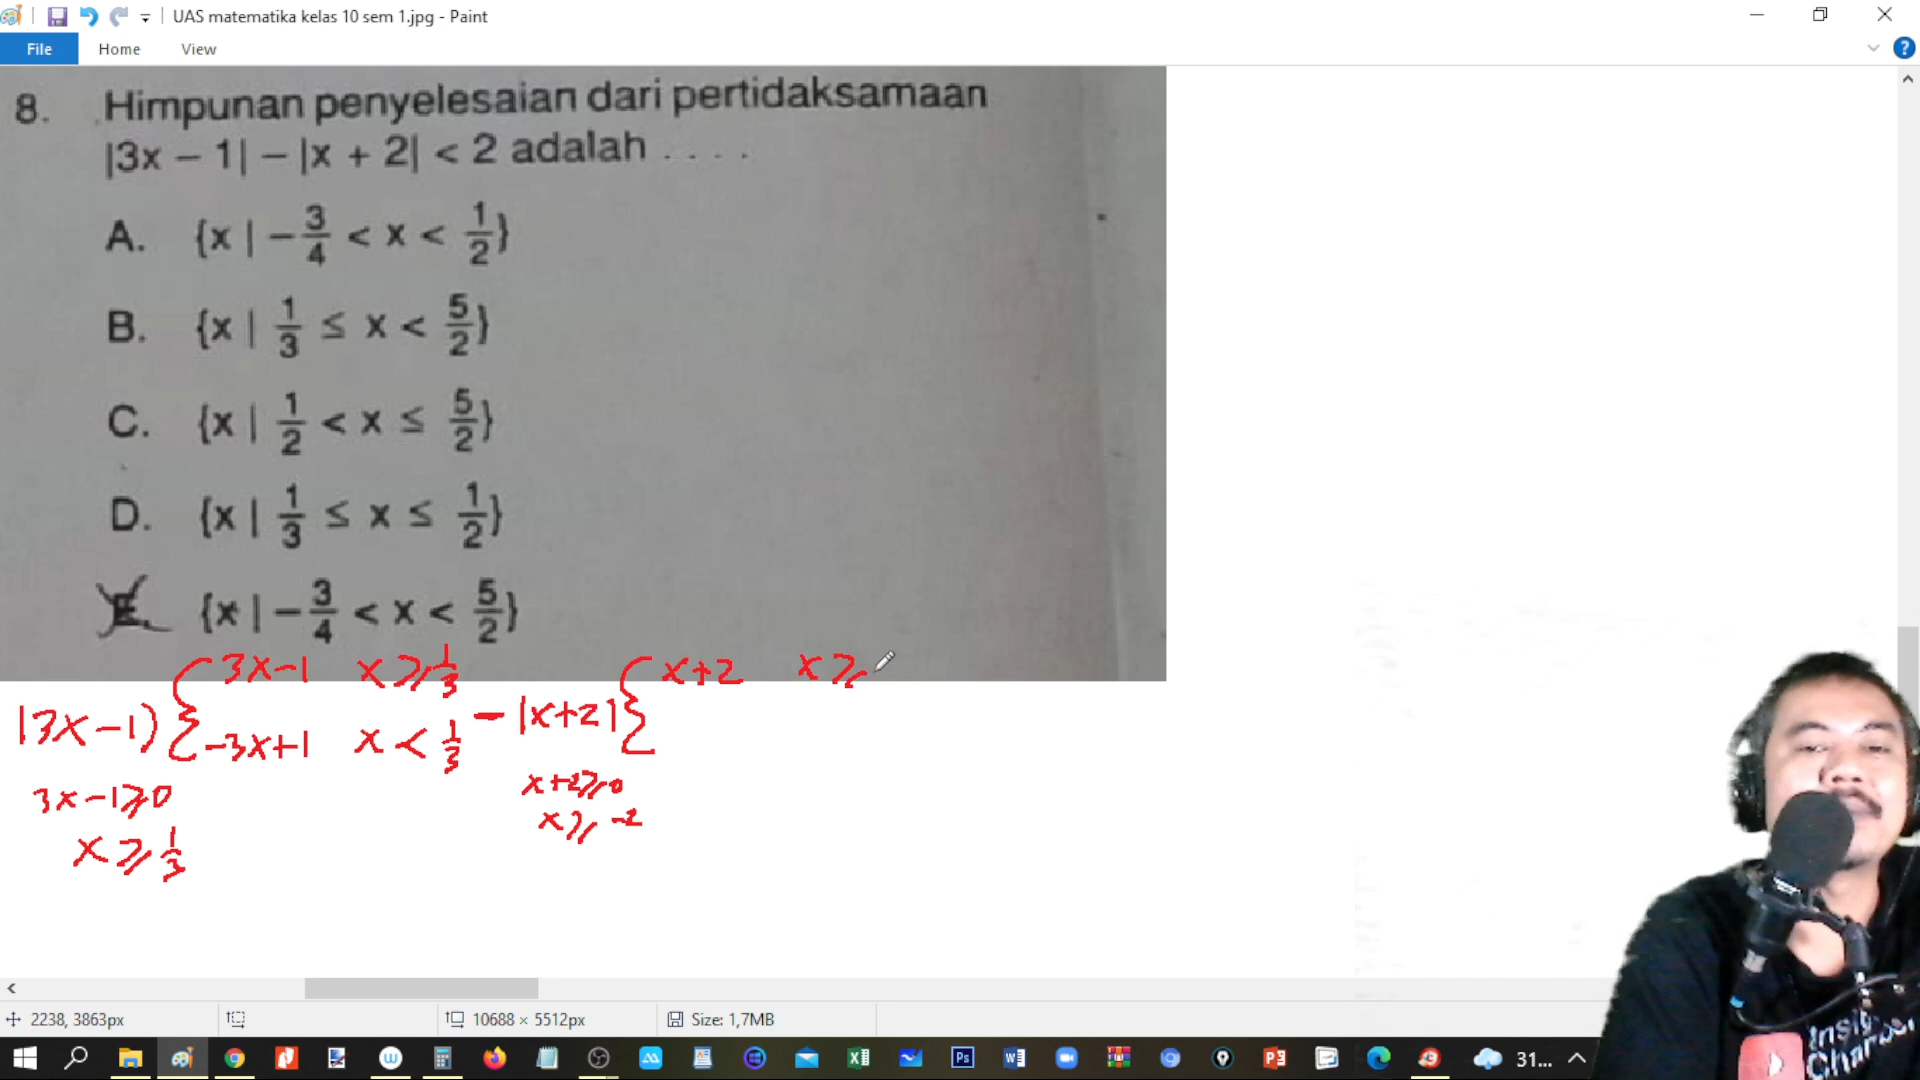 UAS matematika kelas 10 sem 1.jpg - Paint
File Home View
8. Himpunan penyelesaian dari pertidaksamaan
|3x − 1| − |x + 2| < 2 adalah . . . .
A. {x | −3/4 < x < 1/2}
B. {x | 1/3 ≤ x < 5/2}
C. {x | 1/2 < x ≤ 5/2}
D. {x | 1/3 ≤ x ≤ 1/2}
E. {x | −3/4 < x < 5/2}
3x−1 x ≥ 1/3
|3x−1) {
−3x+1 x < 1/3
3x−1≥0
x ≥ 1/3
x+2 x ≥
− |x+2| {
x+2≥0
x ≥ −2
2238, 3863px
10688 × 5512px
Size: 1,7MB
31...